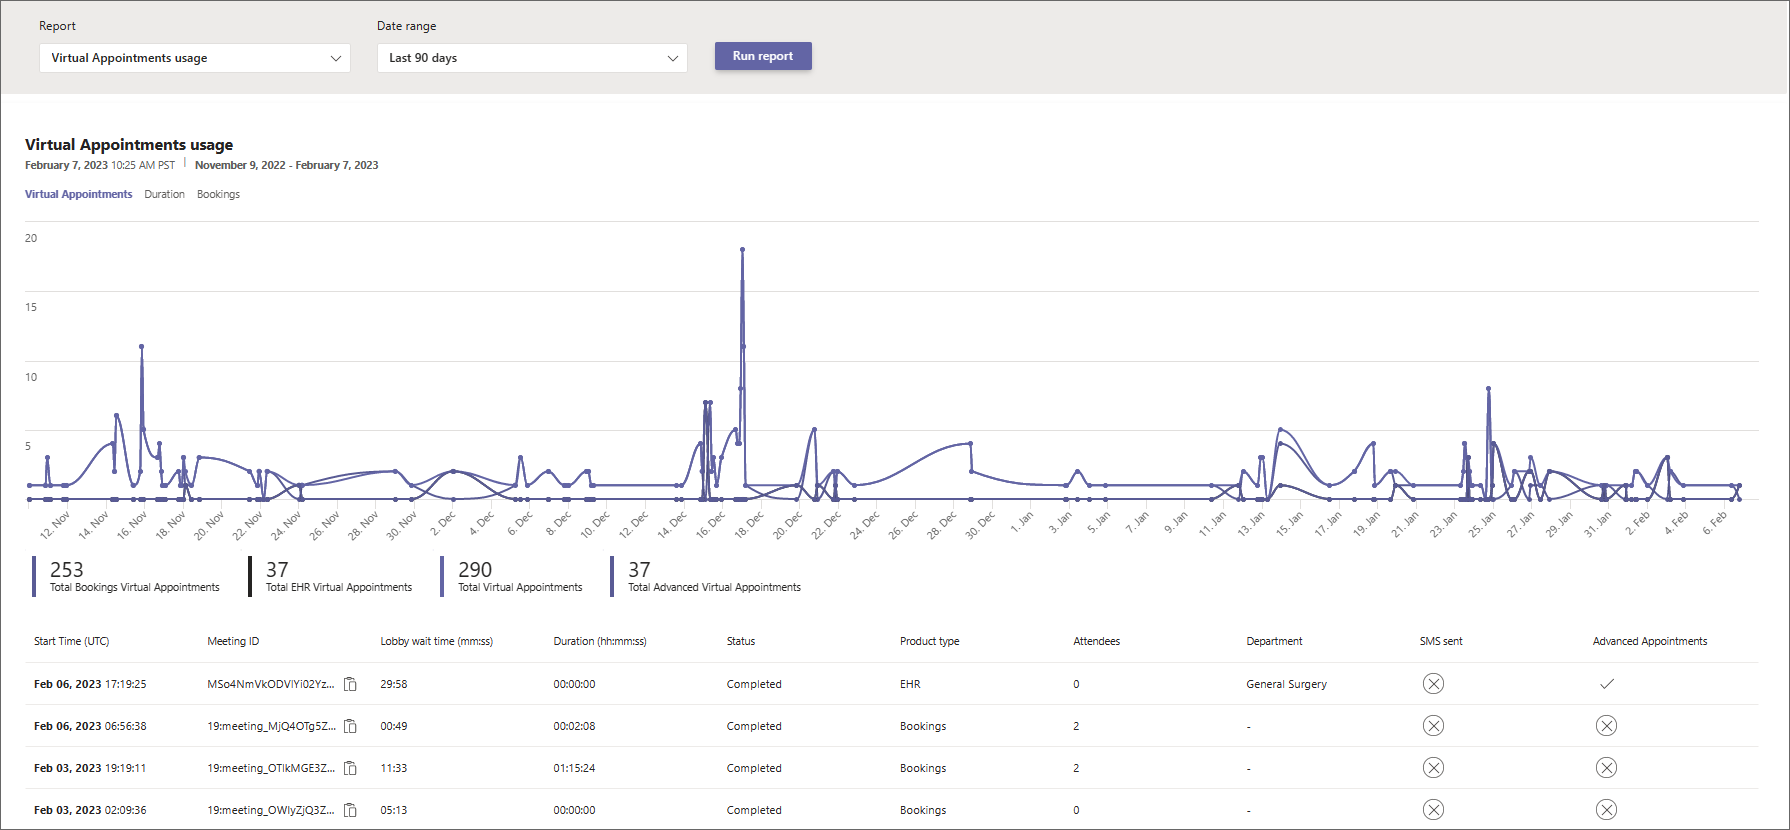 Report
Date range
Virtual Appointments usage
Last 90 days
Run report
Virtual Appointments usage
February 7, 2023 10:25 AM PST | November 9, 2022 - February 7, 2023
Virtual Appointments Duration Bookings
20
15
10
5
12. Nov 14. Nov 16. Nov 18. Nov 20. Nov 22. Nov 24. Nov 26. Nov 28. Nov 30. Nov 2. Dec 4. Dec 6. Dec 8. Dec 10. Dec 12. Dec 14. Dec 16. Dec 18. Dec 20. Dec 22. Dec 24. Dec 26. Dec 28. Dec 30. Dec 1. Jan 3. Jan 5. Jan 7. Jan 9. Jan 11. Jan 13. Jan 15. Jan 17. Jan 19. Jan 21. Jan 23. Jan 25. Jan 27. Jan 29. Jan 31. Jan 2. Feb 4. Feb 6. Feb
253 37 290 37
Total Bookings Virtual Appointments Total EHR Virtual Appointments Total Virtual Appointments Total Advanced Virtual Appointments
Start Time (UTC) Meeting ID Lobby wait time (mm:ss) Duration (hh:mm:ss) Status Product type Attendees Department SMS sent Advanced Appointments
Feb 06, 2023 17:19:25 MSo4NmVkODVlYi02Yz... 29:58 00:00:00 Completed EHR 0 General Surgery
Feb 06, 2023 06:56:38 19:meeting_MjQ4OTg5Z... 00:49 00:02:08 Completed Bookings 2 -
Feb 03, 2023 19:19:11 19:meeting_OTlkMGE3Z... 11:33 01:15:24 Completed Bookings 2 -
Feb 03, 2023 02:09:36 19:meeting_OWIyZjQ3Z... 05:13 00:00:00 Completed Bookings 0 -